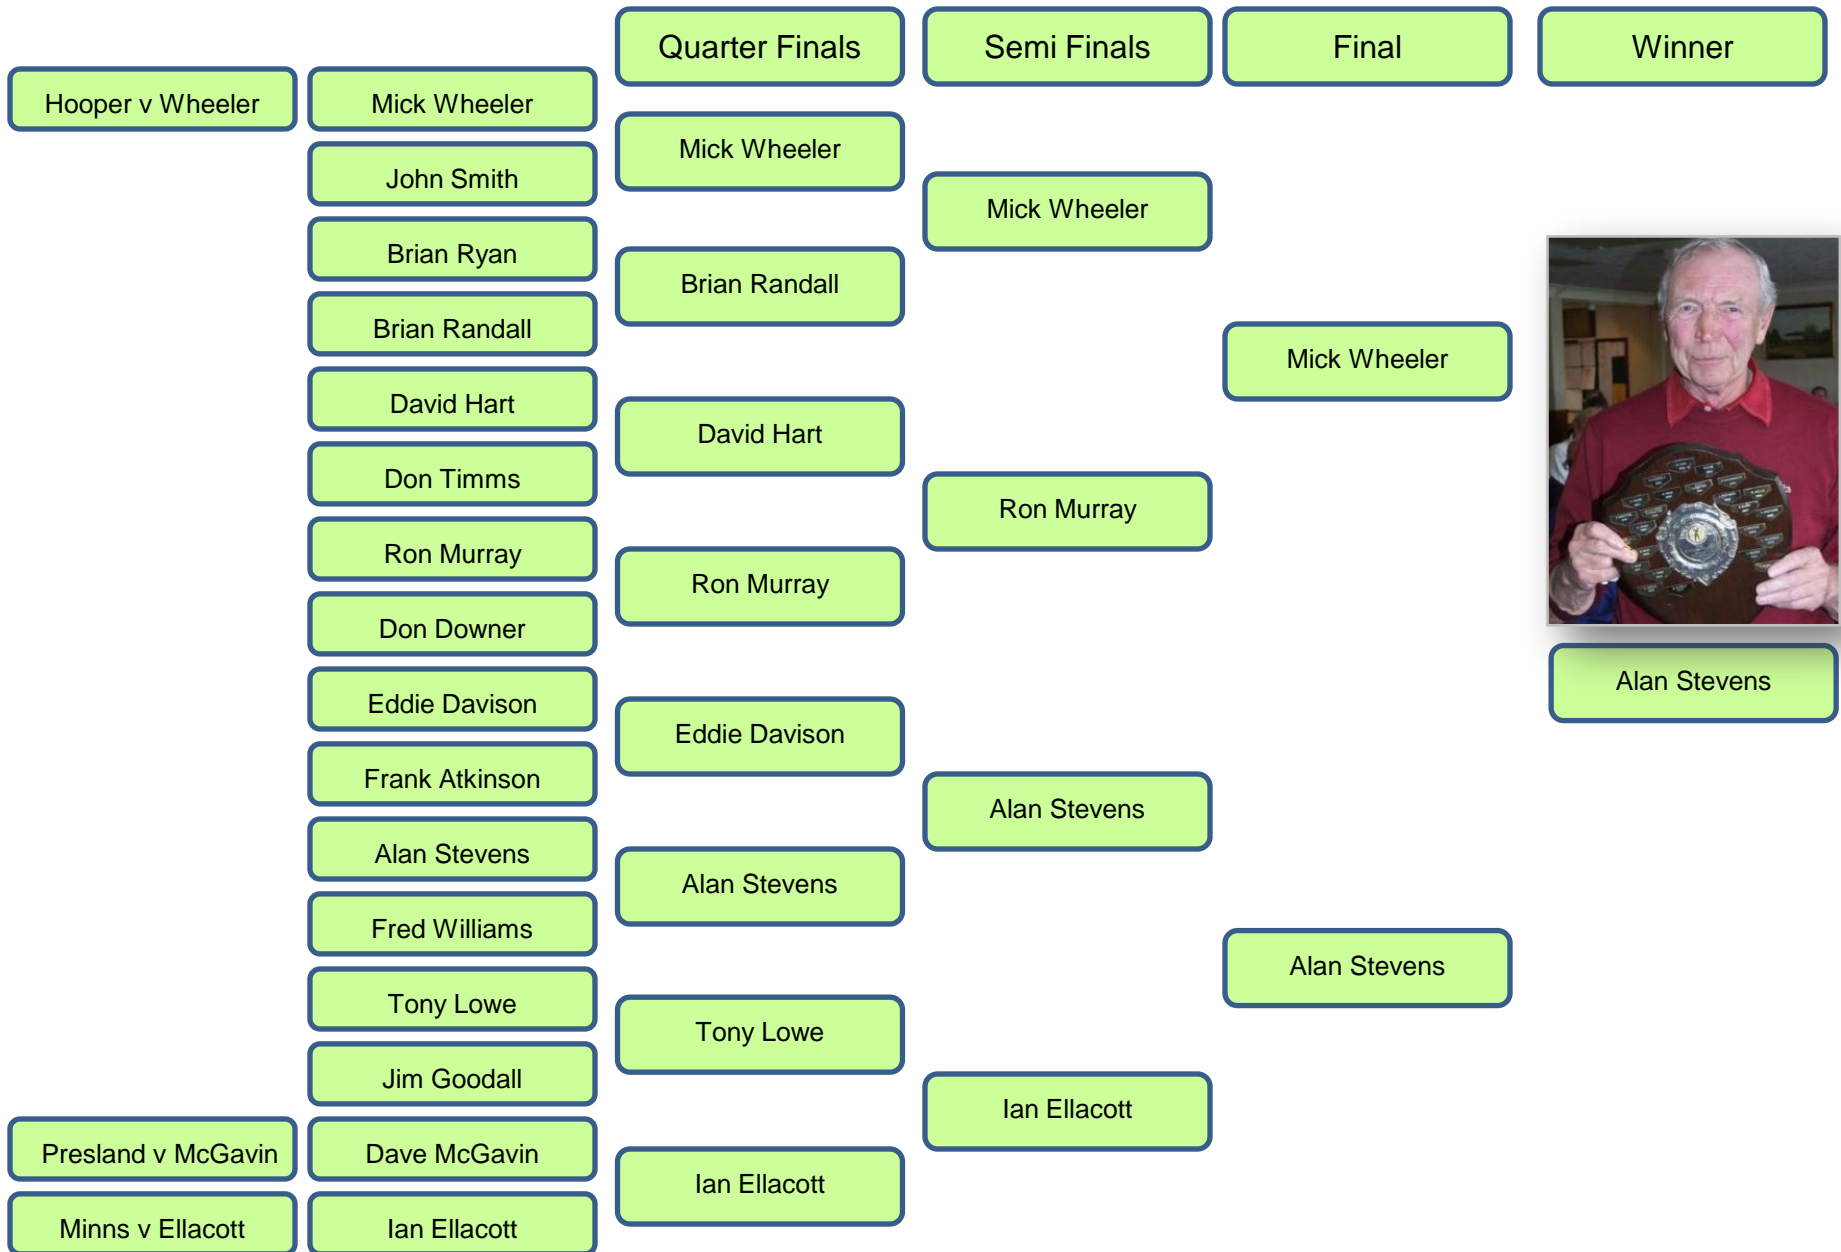 Quarter Finals
Semi Finals
Final
Winner
Hooper v Wheeler
Mick Wheeler
John Smith
Brian Ryan
Brian Randall
David Hart
Don Timms
Ron Murray
Don Downer
Eddie Davison
Frank Atkinson
Alan Stevens
Fred Williams
Tony Lowe
Jim Goodall
Presland v McGavin
Dave McGavin
Minns v Ellacott
Ian Ellacott
Mick Wheeler
Brian Randall
David Hart
Ron Murray
Eddie Davison
Alan Stevens
Tony Lowe
Ian Ellacott
Mick Wheeler
Ron Murray
Alan Stevens
Ian Ellacott
Mick Wheeler
Alan Stevens
Alan Stevens